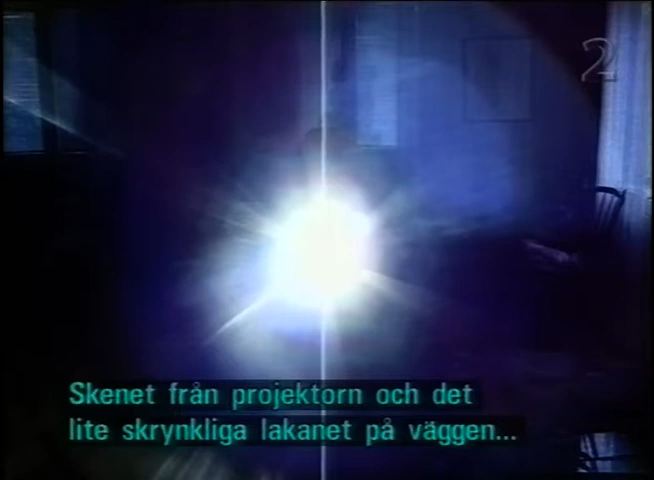 2
Skenet från projektorn och det
lite skrynkliga lakanet på väggen...